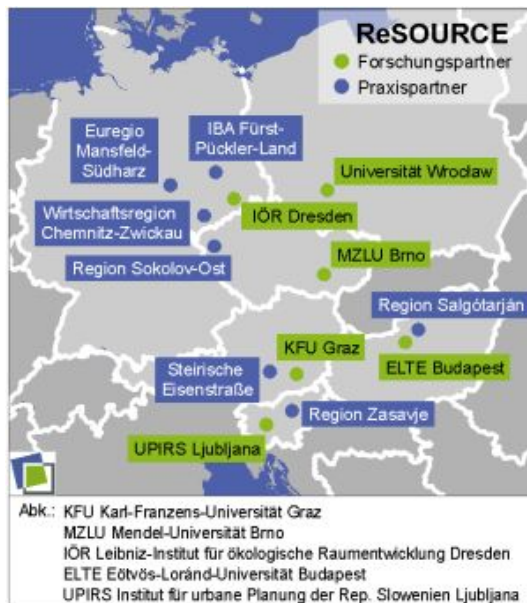 ReSOURCE
Forschungspartner
Praxispartner
Euregio
Mansfeld-
Südharz
IBA Fürst-
Pückler-Land
Universität Wrocław
Wirtschaftsregion
Chemnitz-Zwickau
IÖR Dresden
Region Sokolov-Ost
MZLU Brno
Region Salgótarján
KFU Graz
Steirische
Eisenstraße
ELTE Budapest
Region Zasavje
UPIRS Ljubljana
Abk.: KFU Karl-Franzens-Universität Graz
MZLU Mendel-Universität Brno
IÖR Leibniz-Institut für ökologische Raumentwicklung Dresden
ELTE Eötvös-Loránd-Universität Budapest
UPIRS Institut für urbane Planung der Rep. Slowenien Ljubljana